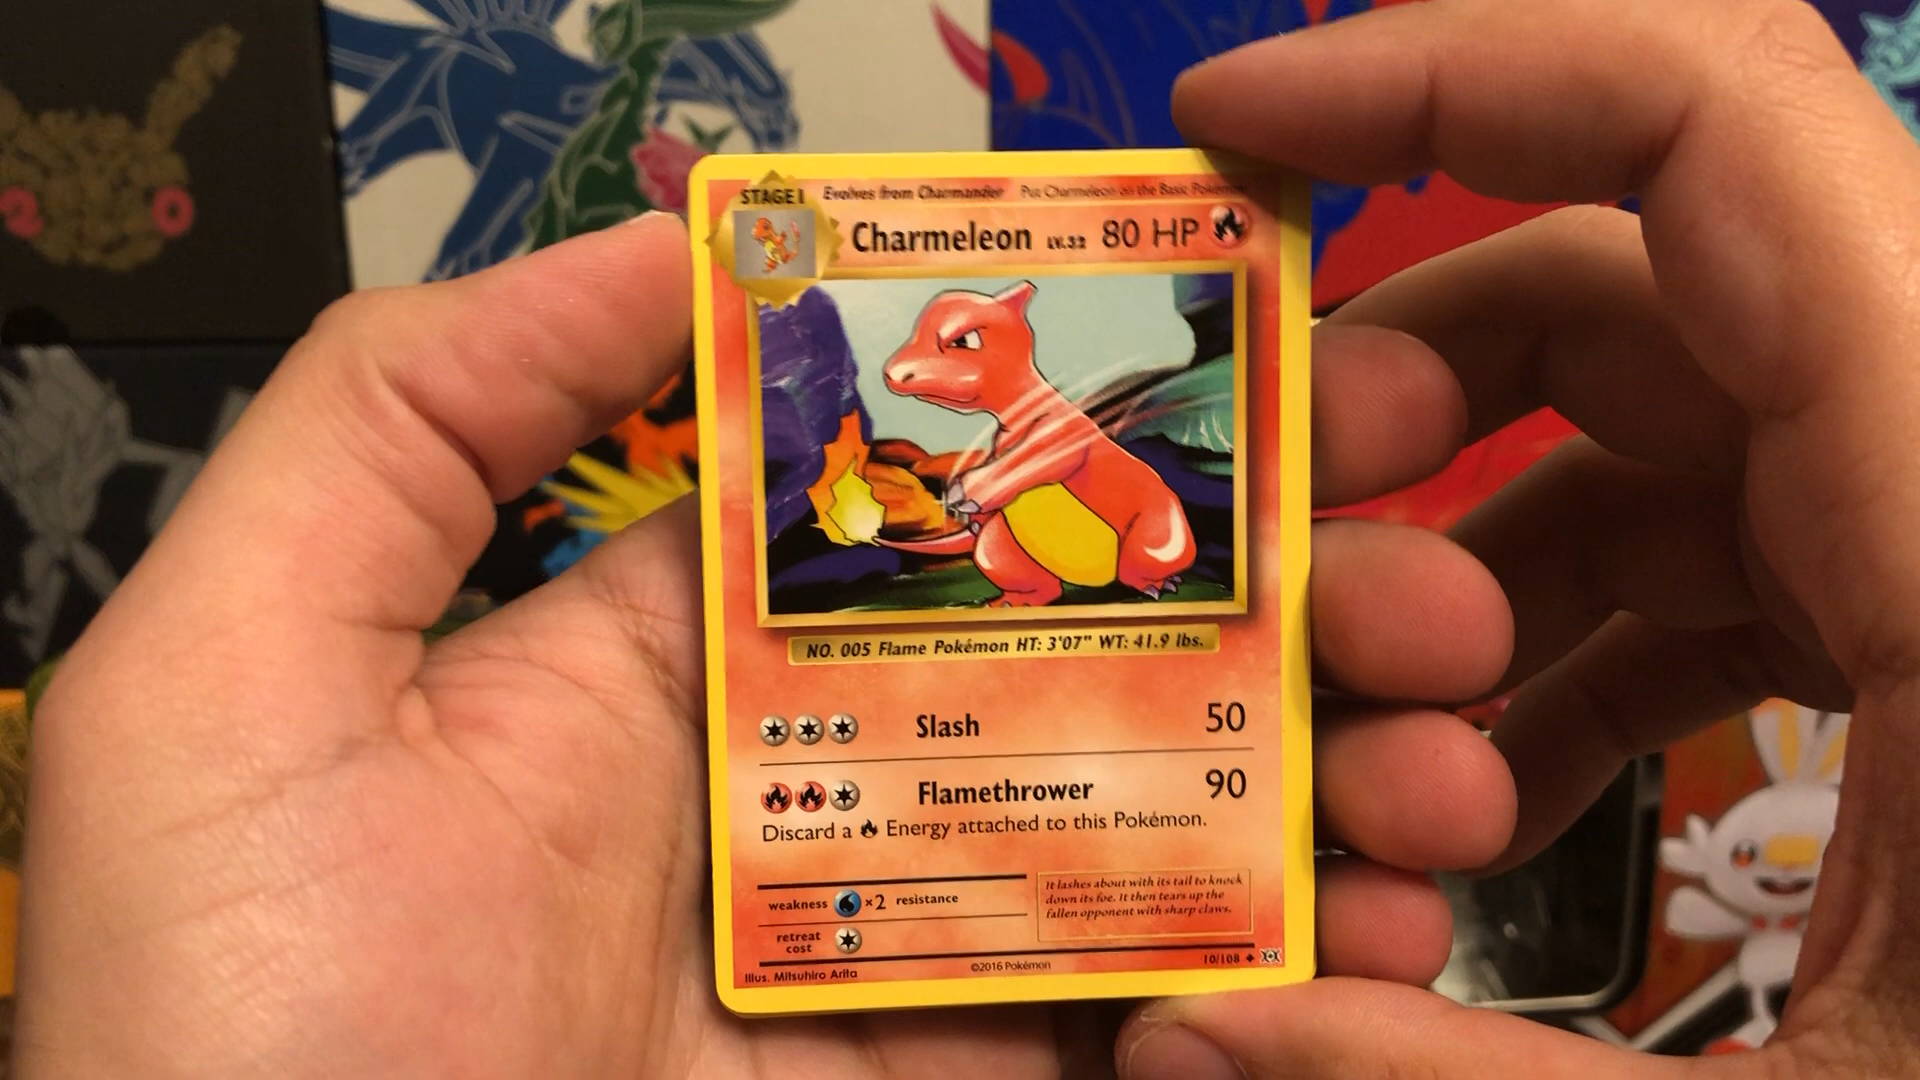 STAGE 1 Evolves from Charmander Put Charmeleon on the Basic Pokémon
Charmeleon LV.32 80 HP
NO. 005 Flame Pokémon HT: 3'07" WT: 41.9 lbs.
Slash 50
Flamethrower 90
Discard a Energy attached to this Pokémon.
weakness ×2 resistance
retreat
cost
It lashes about with its tail to knock
down its foe. It then tears up the
fallen opponent with sharp claws.
Illus. Mitsuhiro Arita ©2016 Pokémon 10/108